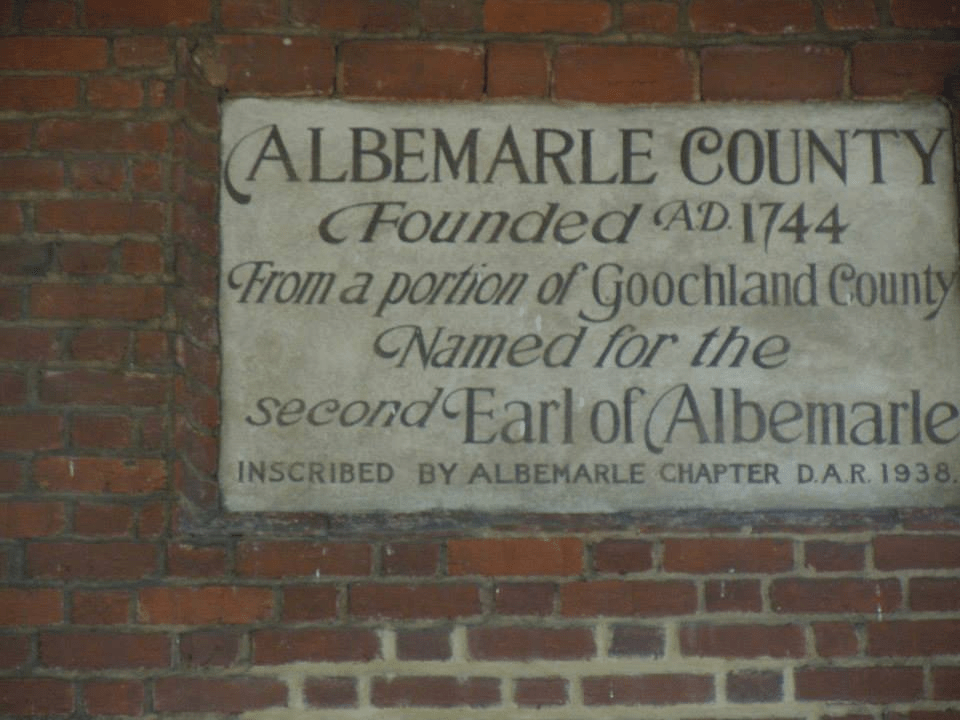 ALBEMARLE COUNTY
Founded A.D. 1744
From a portion of Goochland County
Named for the
second Earl of Albemarle
INSCRIBED BY ALBEMARLE CHAPTER D.A.R. 1938.